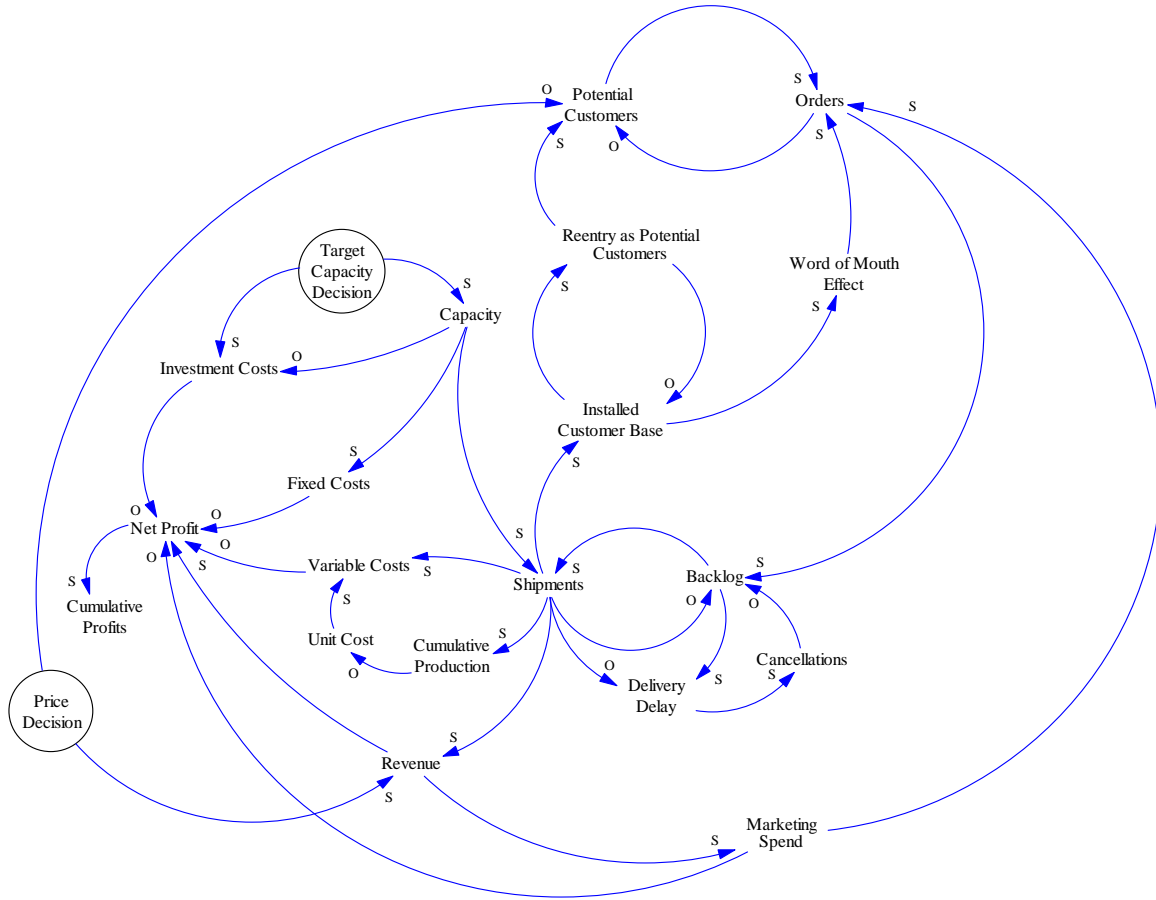 O
Potential
Customers
S
S
Orders
S
O
S
Reentry as Potential
Customers
S
O
Word of Mouth
Effect
S
Target
Capacity
Decision
S
Capacity
S
O
Investment Costs
Installed
Customer Base
S
S
Fixed Costs
O
O
Net Profit
O
O
S
S
Cumulative
Profits
Variable Costs
S
S
Shipments
S
Backlog
S
O
O
S
Unit Cost
O
Cumulative
Production
S
O
Delivery
Delay
S
Cancellations
S
Price
Decision
S
Revenue
S
Marketing
Spend
S